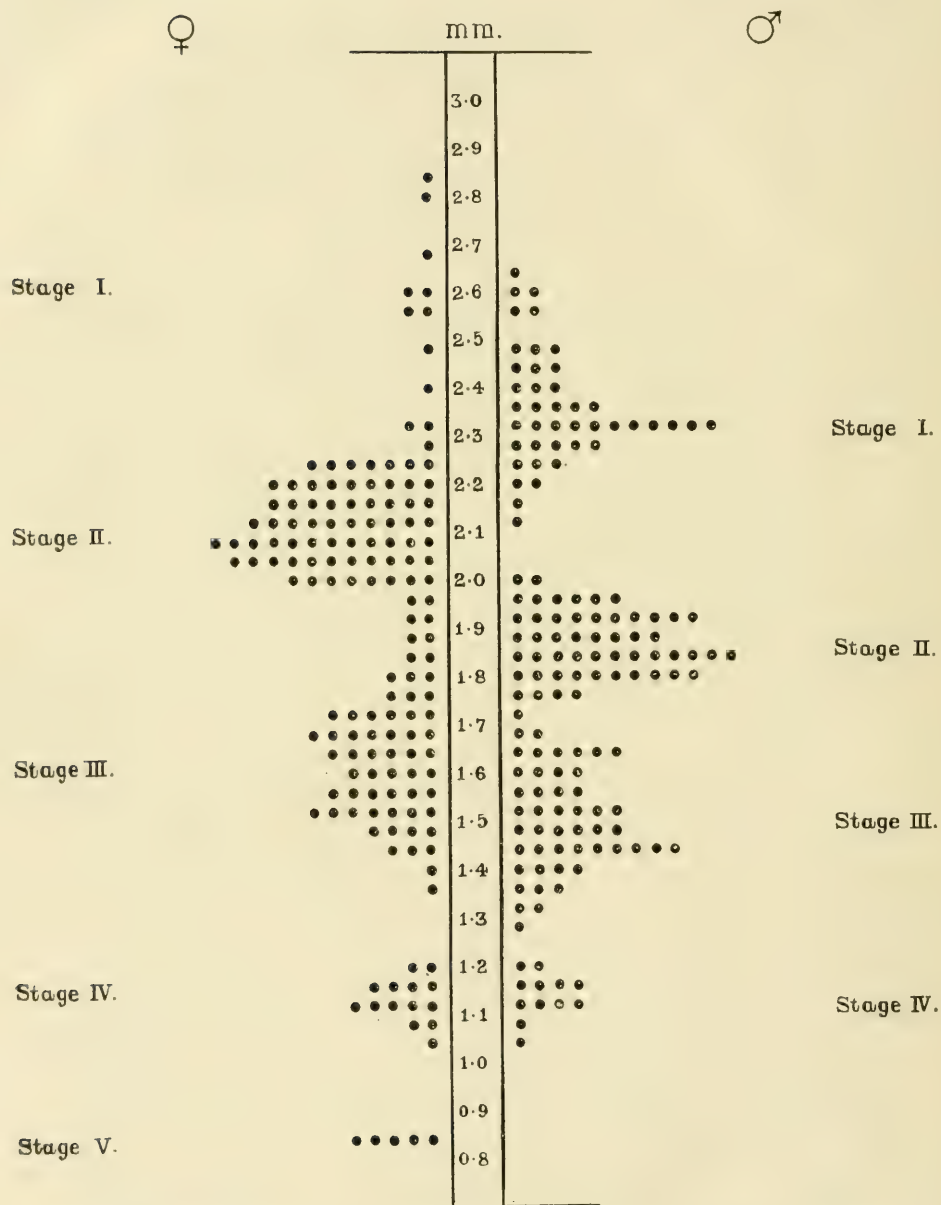 ♀ mm. ♂
3·0
2·9
2·8
2·7
Stage I. 2·6
2·5
2·4
2·3 Stage I.
2·2
Stage II. 2·1
2·0
1·9
1·8 Stage II.
1·7
Stage III. 1·6
1·5 Stage III.
1·4
1·3
1·2
Stage IV. 1·1 Stage IV.
1·0
0·9
Stage V. 0·8